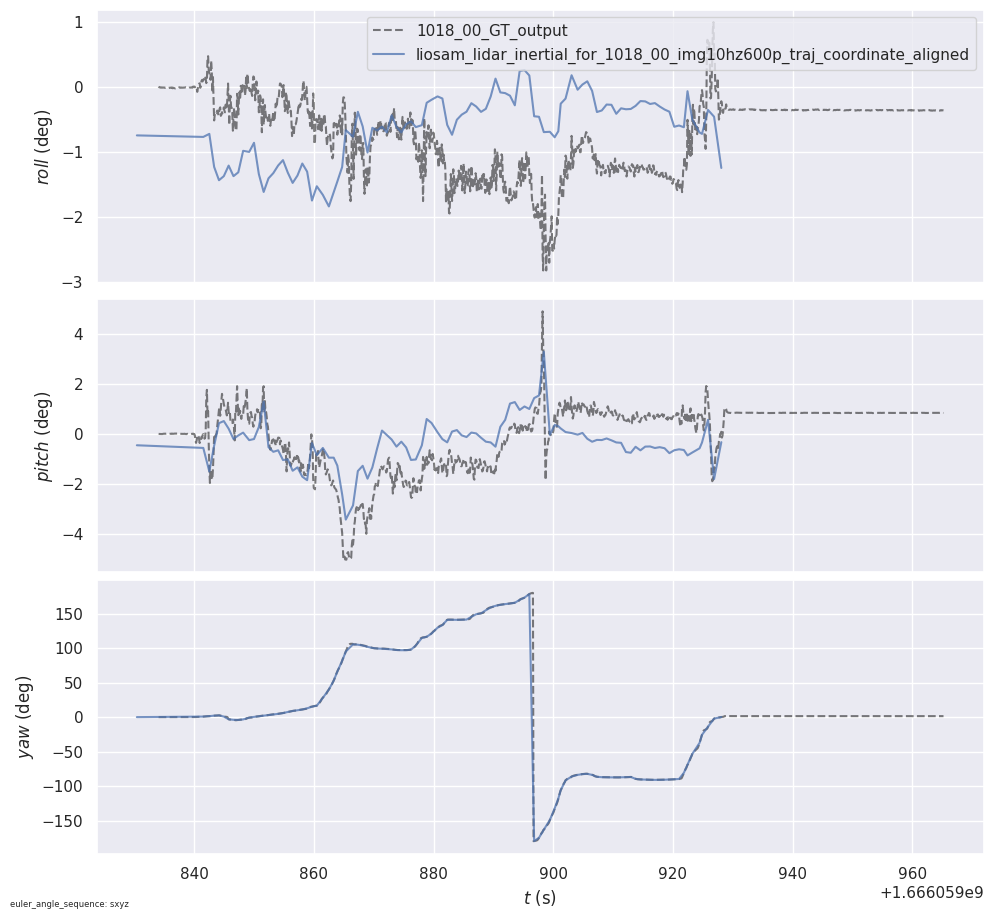 1018_00_GT_output
liosam_lidar_inertial_for_1018_00_img10hz600p_traj_coordinate_aligned
1
0
−1
−2
−3
roll (deg)
4
2
0
−2
−4
pitch (deg)
150
100
50
0
−50
−100
−150
yaw (deg)
840 860 880 900 920 940 960
+1.666059e9
t (s)
euler_angle_sequence: sxyz